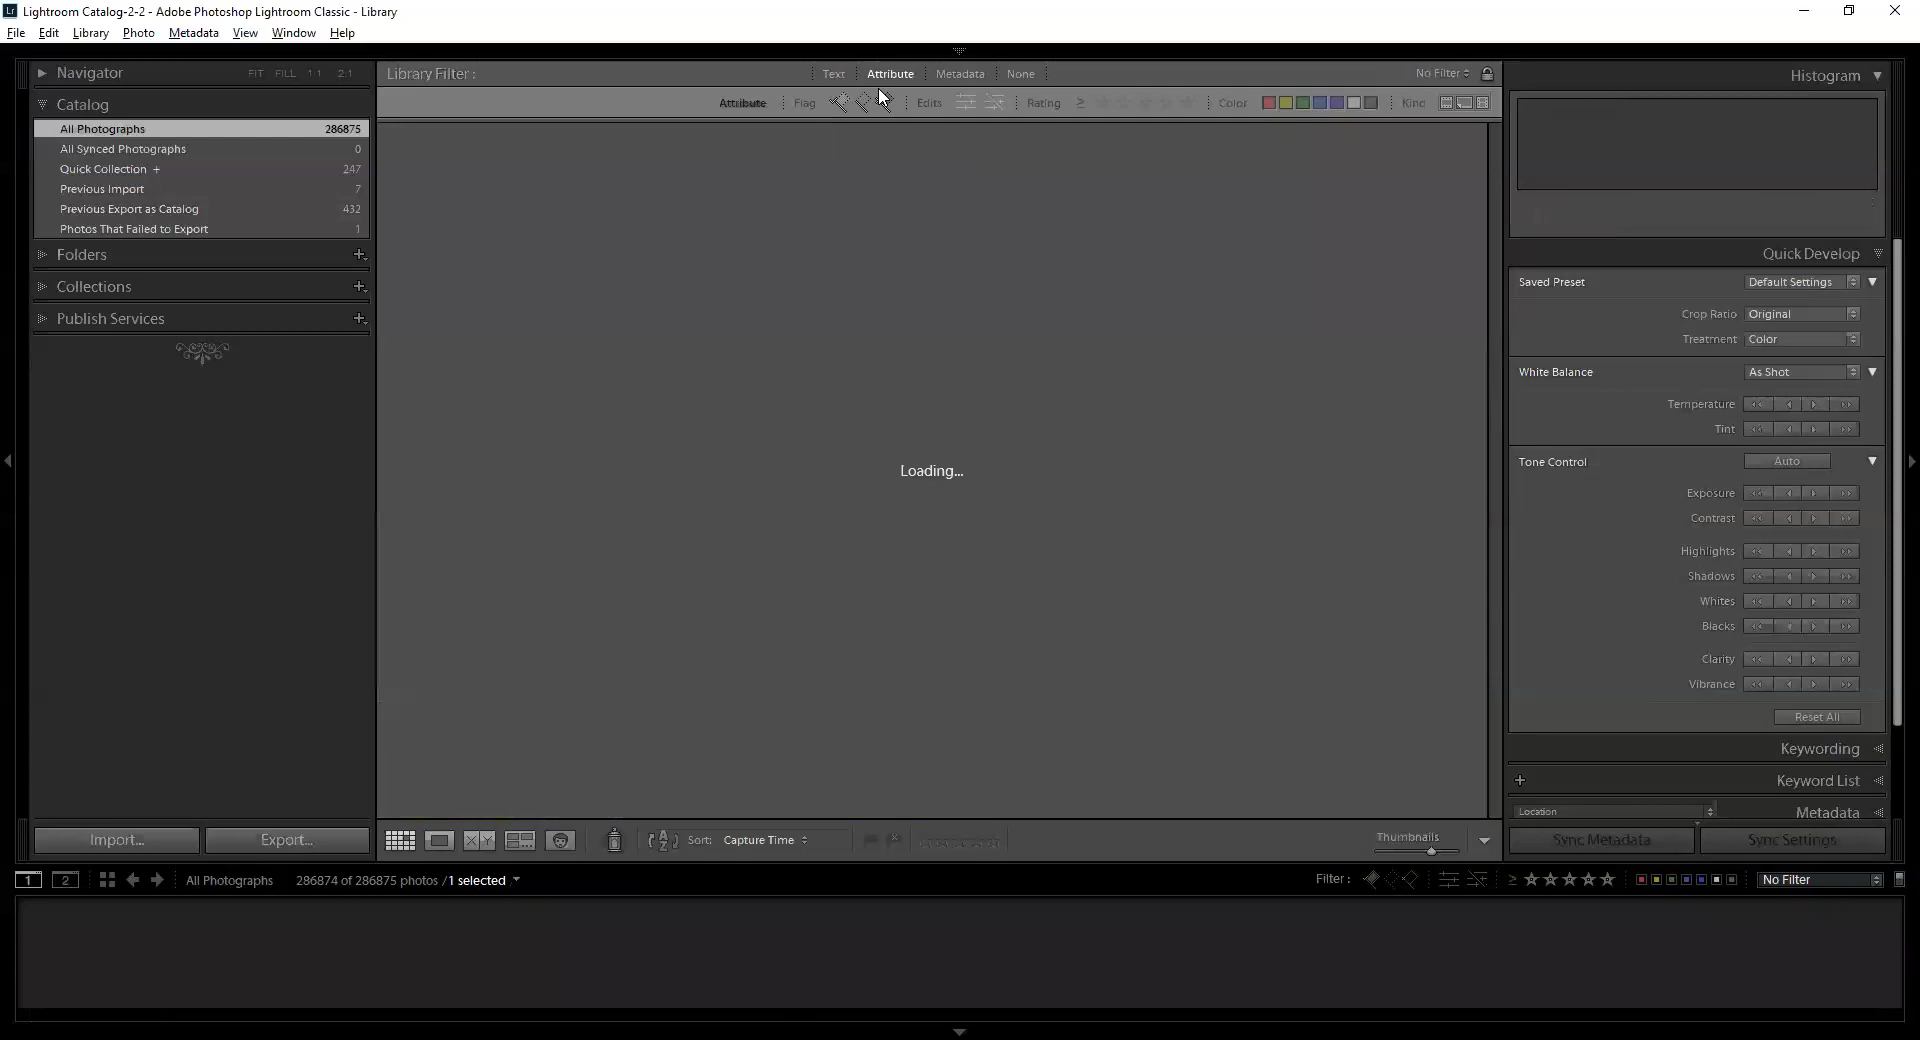 Lightroom Catalog-2-2 - Adobe Photoshop Lightroom Classic - Library
File Edit Library Photo Metadata View Window Help
Navigator FIT FILL 1:1 2:1
Catalog
All Photographs 286875
All Synced Photographs 0
Quick Collection + 247
Previous Import 7
Previous Export as Catalog 432
Photos That Failed to Export 1
Folders
Collections
Publish Services
Import... Export...
Library Filter : Text Attribute Metadata None No Filter
Attribute Flag Edits Rating ≥ Color Kind
Loading...
Sort: Capture Time Thumbnails
Histogram
Quick Develop
Saved Preset Default Settings
Crop Ratio Original
Treatment Color
White Balance As Shot
Temperature
Tint
Tone Control Auto
Exposure
Contrast
Highlights
Shadows
Whites
Blacks
Clarity
Vibrance
Reset All
Keywording
Keyword List
Location Metadata
Sync Metadata Sync Settings
1 2 All Photographs 286874 of 286875 photos / 1 selected Filter : ≥ No Filter